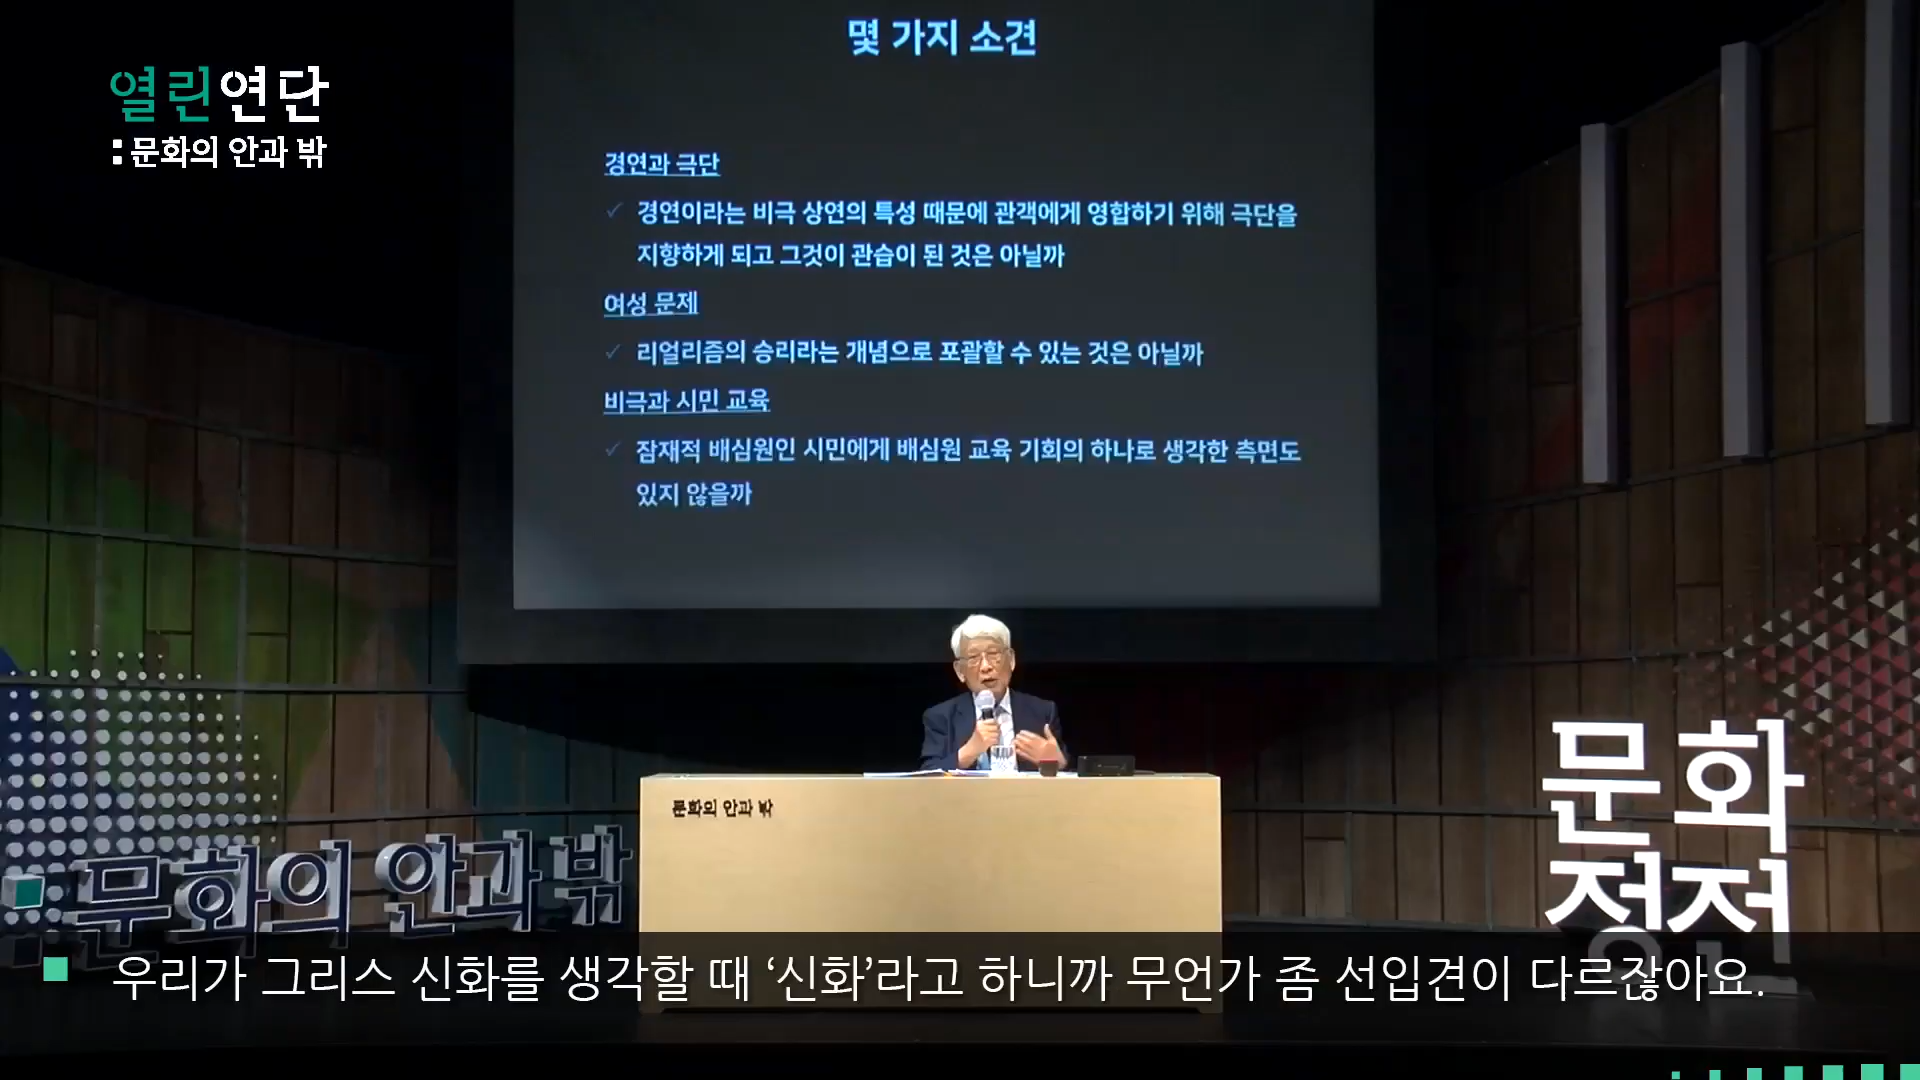 열린연단
:문화의 안과 밖
몇 가지 소견
경연과 극단
✓ 경연이라는 비극 상연의 특성 때문에 관객에게 영합하기 위해 극단을
지향하게 되고 그것이 관습이 된 것은 아닐까
여성 문제
✓ 리얼리즘의 승리라는 개념으로 포괄할 수 있는 것은 아닐까
비극과 시민 교육
✓ 잠재적 배심원인 시민에게 배심원 교육 기회의 하나로 생각한 측면도
있지 않을까
문화의 안과 밖
:문화의 안과 밖
문화
정전
우리가 그리스 신화를 생각할 때 ‘신화’라고 하니까 무언가 좀 선입견이 다르잖아요.